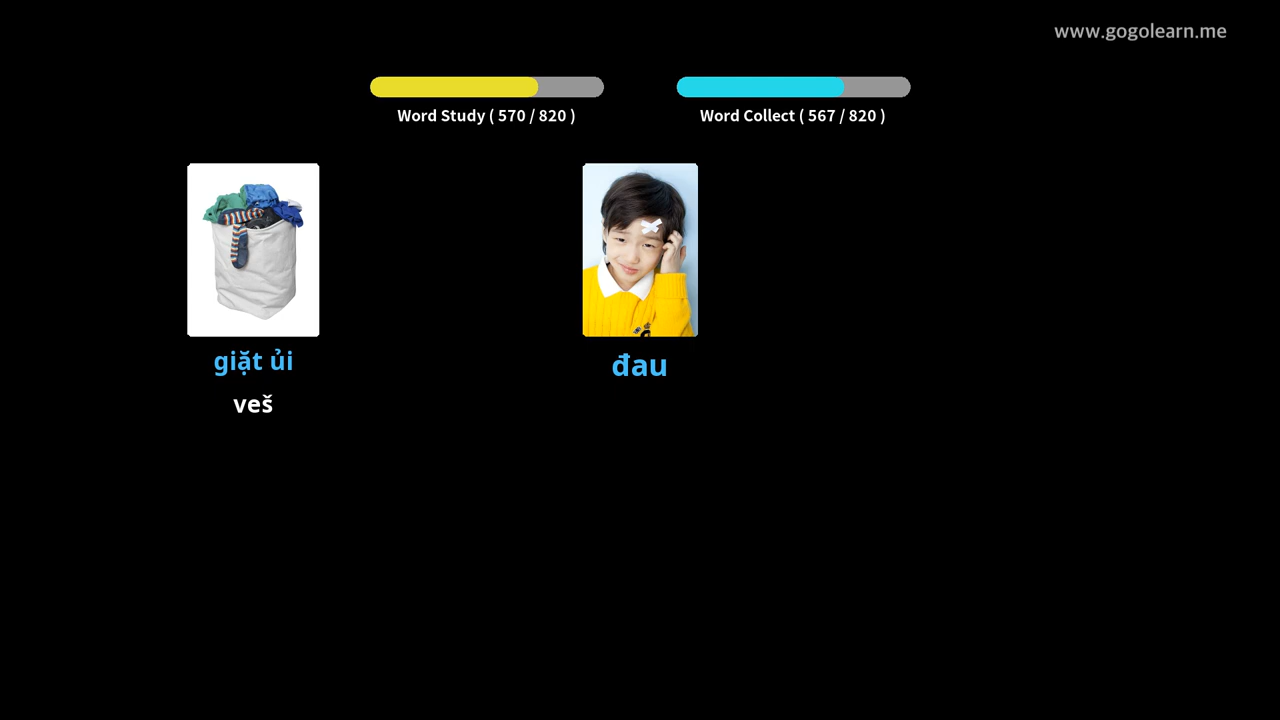 www.gogolearn.me
Word Study ( 570 / 820 )
Word Collect ( 567 / 820 )
giặt ủi
veš
đau